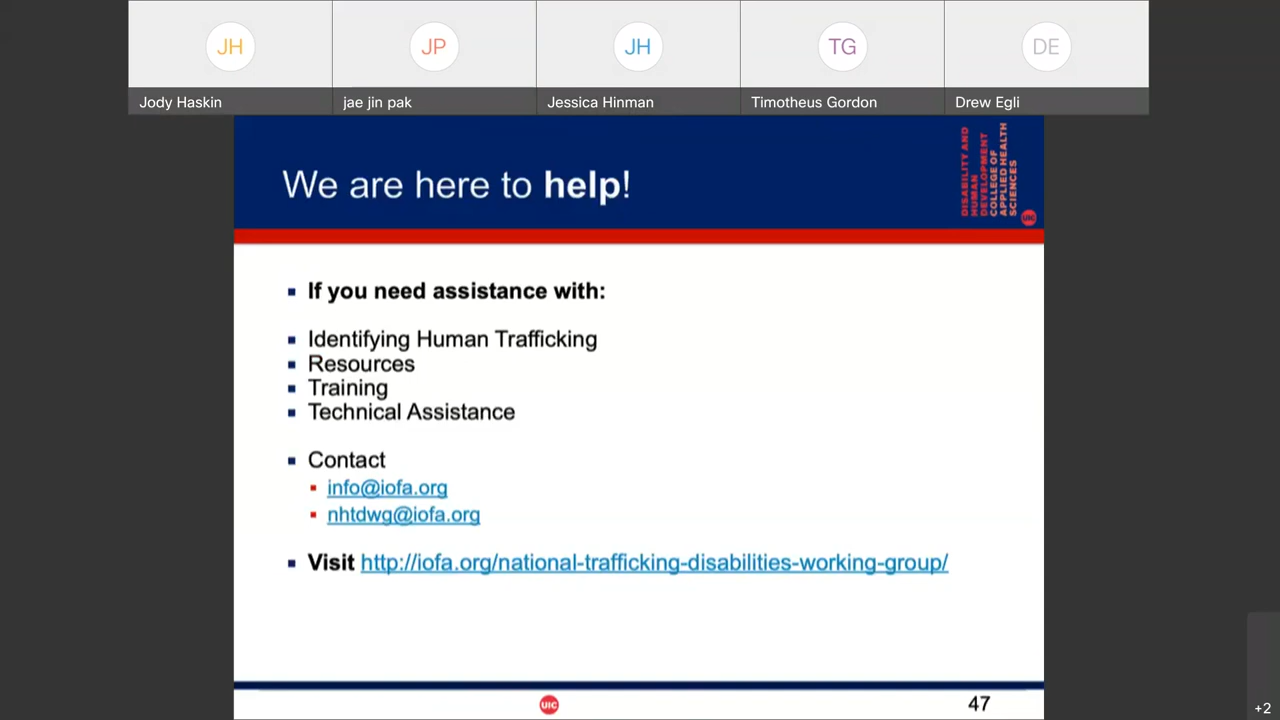 JH
JP
JH
TG
DE
Jody Haskin
jae jin pak
Jessica Hinman
Timotheus Gordon
Drew Egli
We are here to help!
DISABILITY AND
HUMAN
DEVELOPMENT
COLLEGE OF
APPLIED HEALTH
SCIENCES
UIC
If you need assistance with:
Identifying Human Trafficking
Resources
Training
Technical Assistance
Contact
info@iofa.org
nhtdwg@iofa.org
Visit http://iofa.org/national-trafficking-disabilities-working-group/
UIC
47
+2